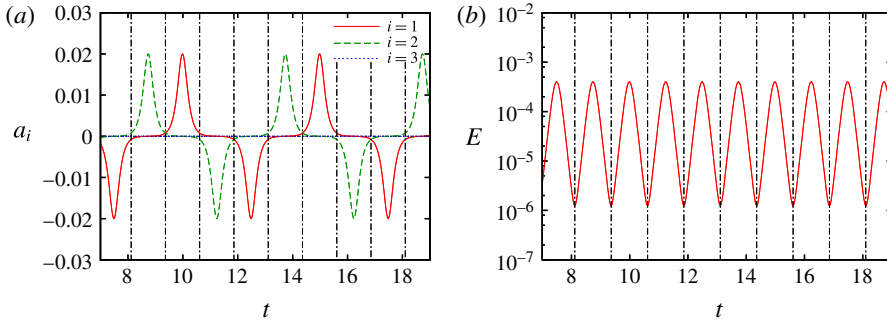 (a)
0.03
0.02
0.01
0
−0.01
−0.02
−0.03
a_i
i = 1
i = 2
i = 3
8 10 12 14 16 18
t
(b)
10^−2
10^−3
10^−4
10^−5
10^−6
10^−7
E
8 10 12 14 16 18
t